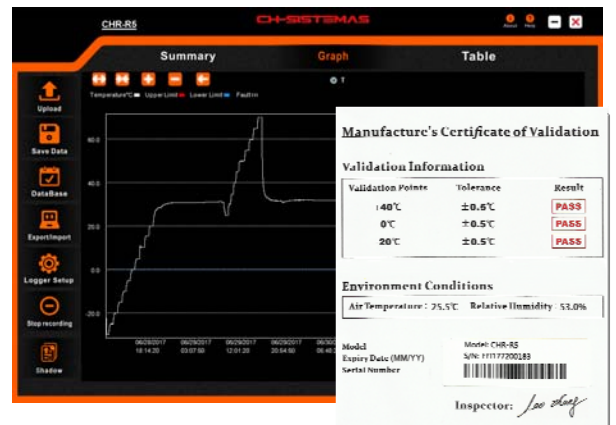 CHR-R5
CH-SISTEMAS
About Help
Summary Graph Table
T
Temperature°C Upper Limit Lower Limit
Upload
Save Data
DataBase
Export/Import
Logger Setup
Stop recording
Shadow
40.0
20.0
0.0
-20.0
06/28/2017 06/29/2017 06/29/2017 06/29/2017
18:14:20 03:07:50 12:01:20 20:54:50
Manufacture's Certificate of Validation
Validation Information
Validation Points Tolerance Result
40℃ ±0.5℃ PASS
0℃ ±0.5℃ PASS
20℃ ±0.5℃ PASS
Environment Conditions
Air Temperature: 25.5℃ Relative Humidity: 53.0%
Model
Expiry Date (MM/YY)
Serial Number
Model: CHR-R5
Inspector: